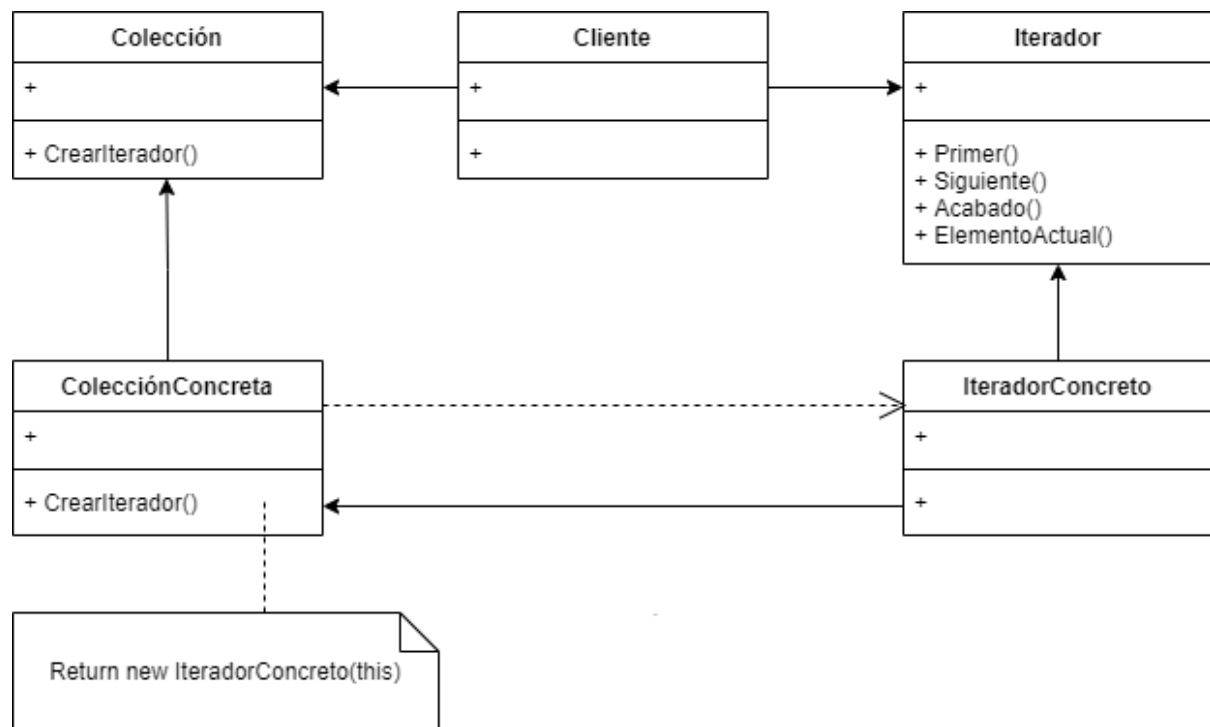 Colección
+
+ CrearIterador()
Cliente
+
+
Iterador
+
+ Primer()
+ Siguiente()
+ Acabado()
+ ElementoActual()
ColecciónConcreta
+
+ CrearIterador()
IteradorConcreto
+
+
Return new IteradorConcreto(this)